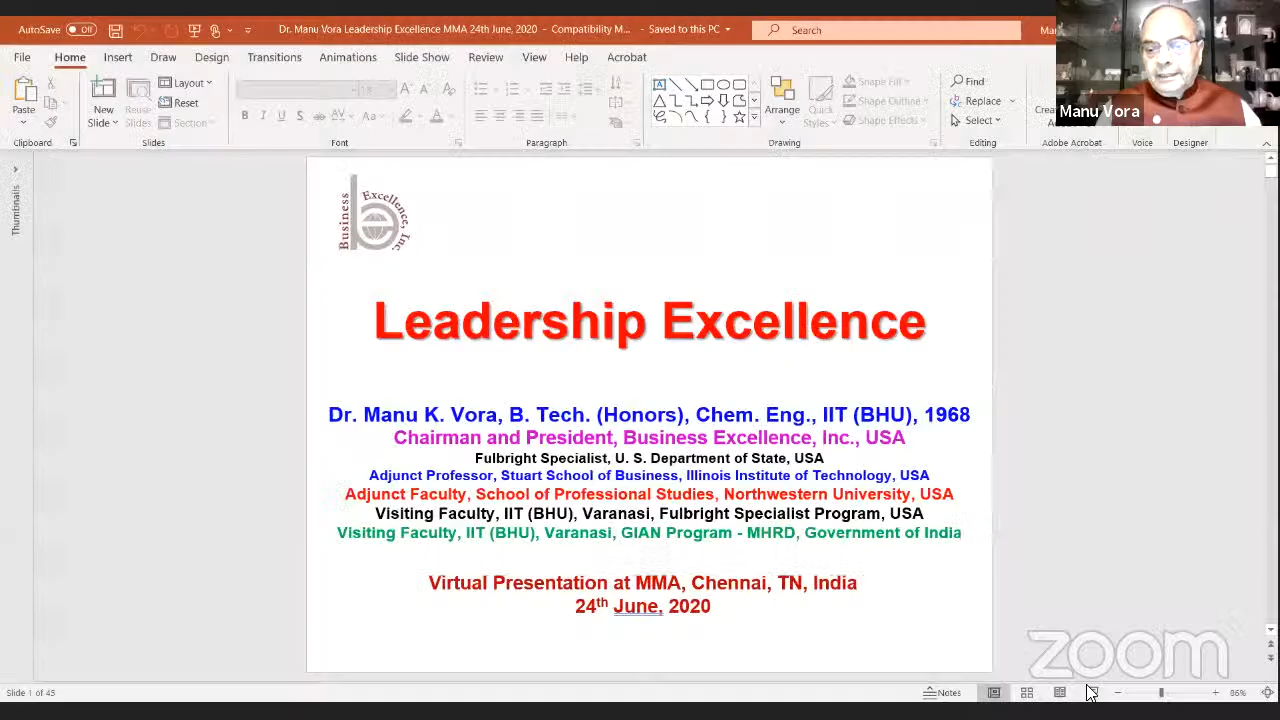 AutoSave Off Dr. Manu Vora Leadership Excellence MMA 24th June, 2020 - Compatibility M... - Saved to this PC Search
File Home Insert Draw Design Transitions Animations Slide Show Review View Help Acrobat
Paste
New
Slide
Slides
Layout
Reset
Section
B I U S ab AV Aa A
Arrange
Quick
Styles
Shape Fill
Shape Outline
Shape Effects
Find
Replace
Select
Manu Vora
Clipboard Slides Font Paragraph Drawing Editing Adobe Acrobat Voice Designer
Thumbnails
Business Excellence, Inc.
be
Leadership Excellence
Dr. Manu K. Vora, B. Tech. (Honors), Chem. Eng., IIT (BHU), 1968
Chairman and President, Business Excellence, Inc., USA
Fulbright Specialist, U. S. Department of State, USA
Adjunct Professor, Stuart School of Business, Illinois Institute of Technology, USA
Adjunct Faculty, School of Professional Studies, Northwestern University, USA
Visiting Faculty, IIT (BHU), Varanasi, Fulbright Specialist Program, USA
Visiting Faculty, IIT (BHU), Varanasi, GIAN Program - MHRD, Government of India
Virtual Presentation at MMA, Chennai, TN, India
24th June, 2020
zoom
Slide 1 of 45 Notes 86%